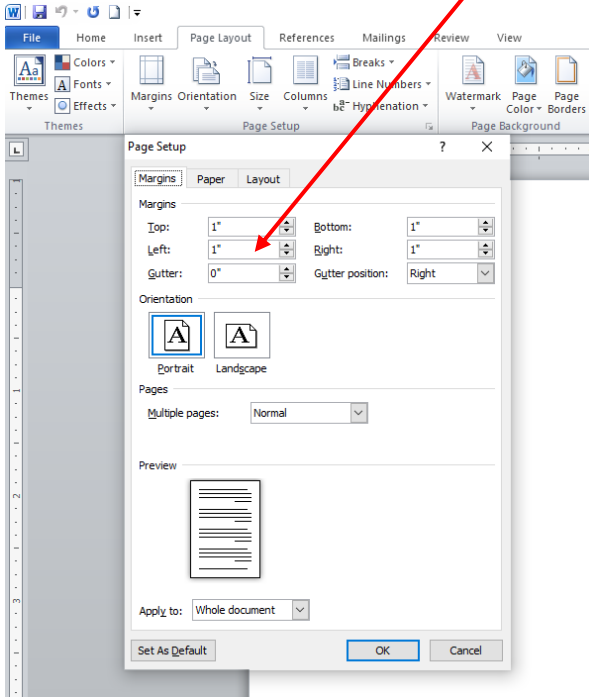 File Home Insert Page Layout References Mailings Review View
Colors Breaks
Aa A Fonts Line Numbers
Themes Effects Margins Orientation Size Columns Hyphenation Watermark Page Color Page Borders
Themes Page Setup Page Background
Page Setup ?
Margins Paper Layout
Margins
Top: 1" Bottom: 1"
Left: 1" Right: 1"
Gutter: 0" Gutter position: Right
Orientation
A A
Portrait Landscape
Pages
Multiple pages: Normal
Preview
2
3
Apply to: Whole document
Set As Default OK Cancel